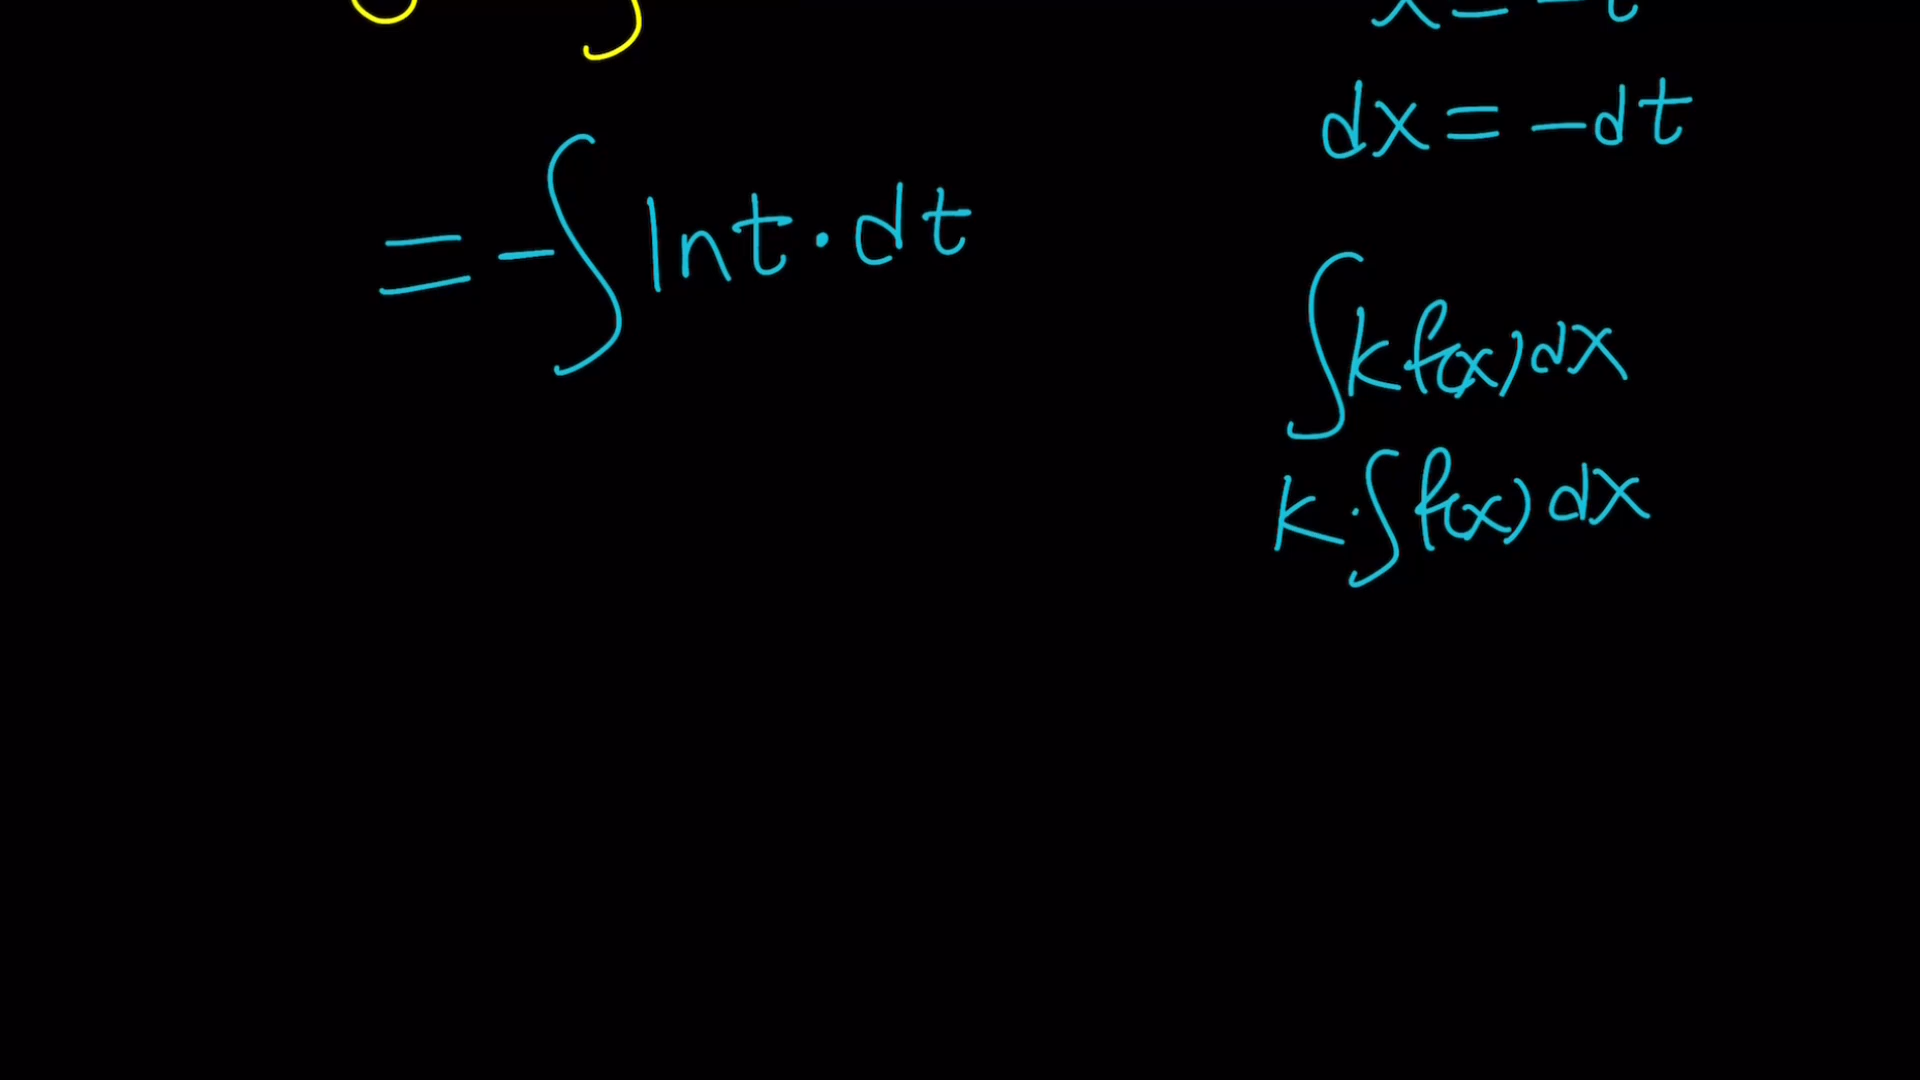 x = -t
dx = -dt
= -∫ ln t · dt
∫ k f(x) dx
k · ∫ f(x) dx